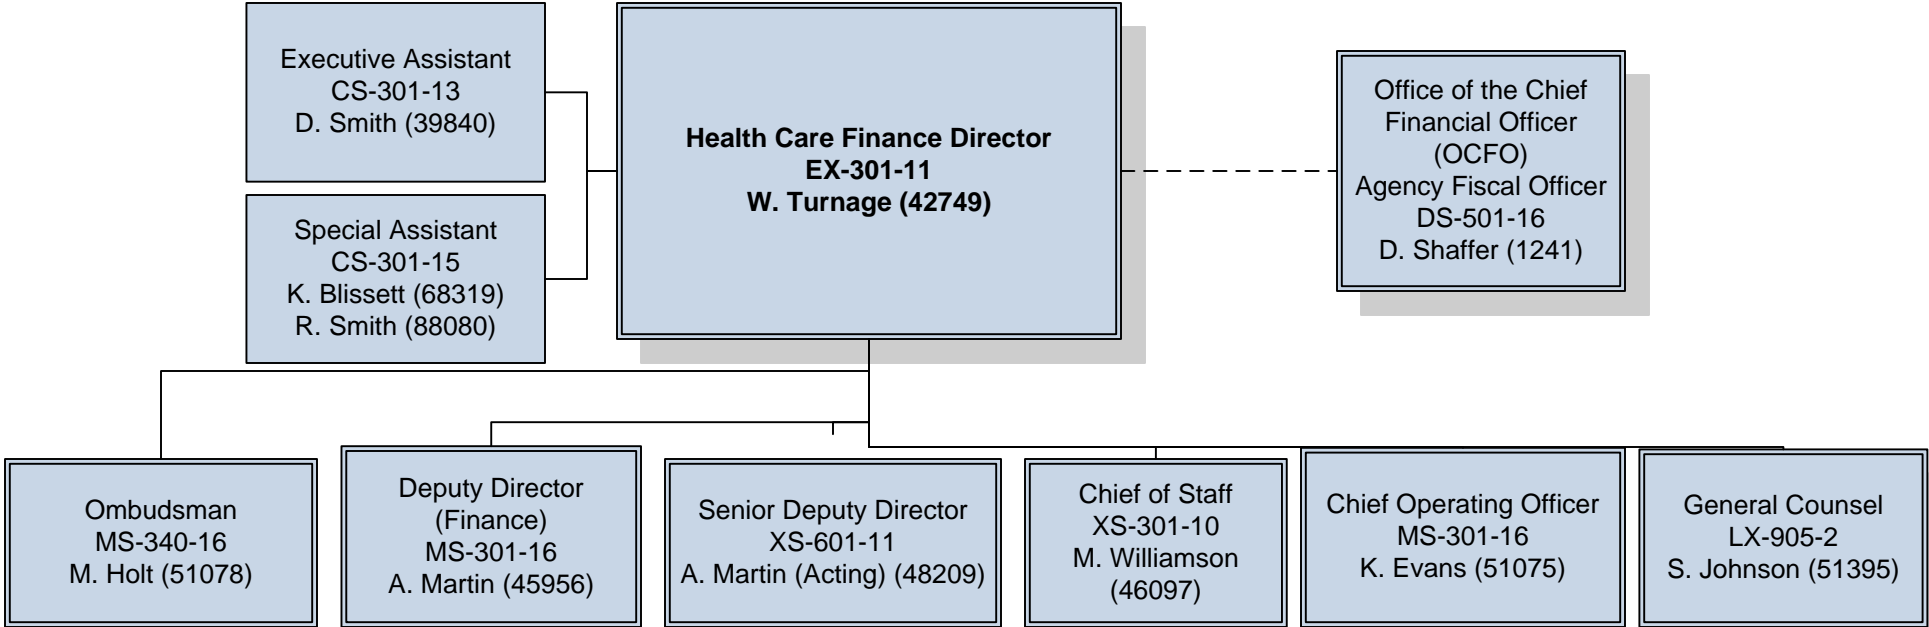 Executive Assistant
CS-301-13
D. Smith (39840)
Special Assistant
CS-301-15
K. Blissett (68319)
R. Smith (88080)
Health Care Finance Director
EX-301-11
W. Turnage (42749)
Office of the Chief
Financial Officer
(OCFO)
Agency Fiscal Officer
DS-501-16
D. Shaffer (1241)
Ombudsman
MS-340-16
M. Holt (51078)
Deputy Director
(Finance)
MS-301-16
A. Martin (45956)
Senior Deputy Director
XS-601-11
A. Martin (Acting) (48209)
Chief of Staff
XS-301-10
M. Williamson
(46097)
Chief Operating Officer
MS-301-16
K. Evans (51075)
General Counsel
LX-905-2
S. Johnson (51395)